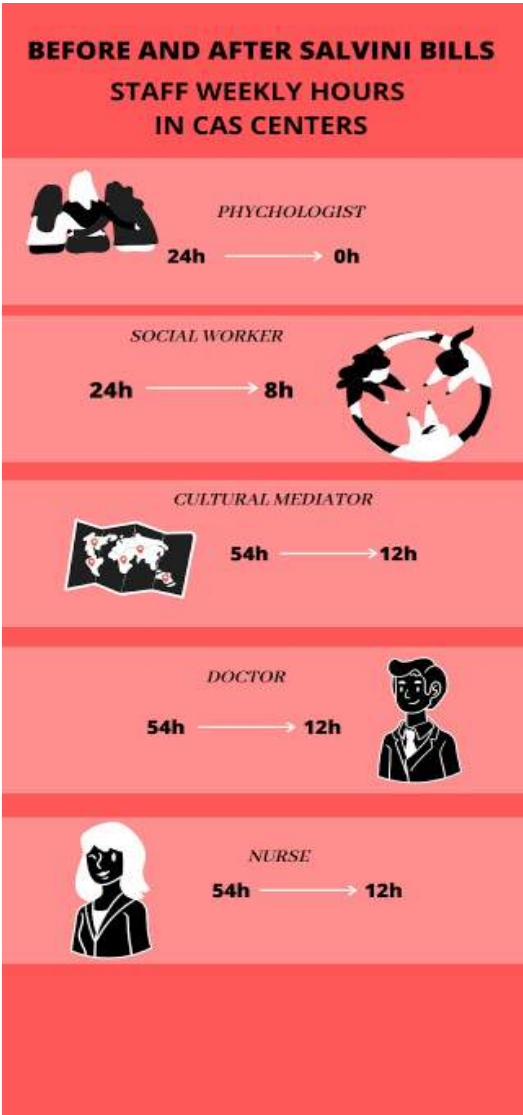 BEFORE AND AFTER SALVINI BILLS
STAFF WEEKLY HOURS
IN CAS CENTERS
PHYCHOLOGIST
24h 0h
SOCIAL WORKER
24h 8h
CULTURAL MEDIATOR
54h 12h
DOCTOR
54h 12h
NURSE
54h 12h